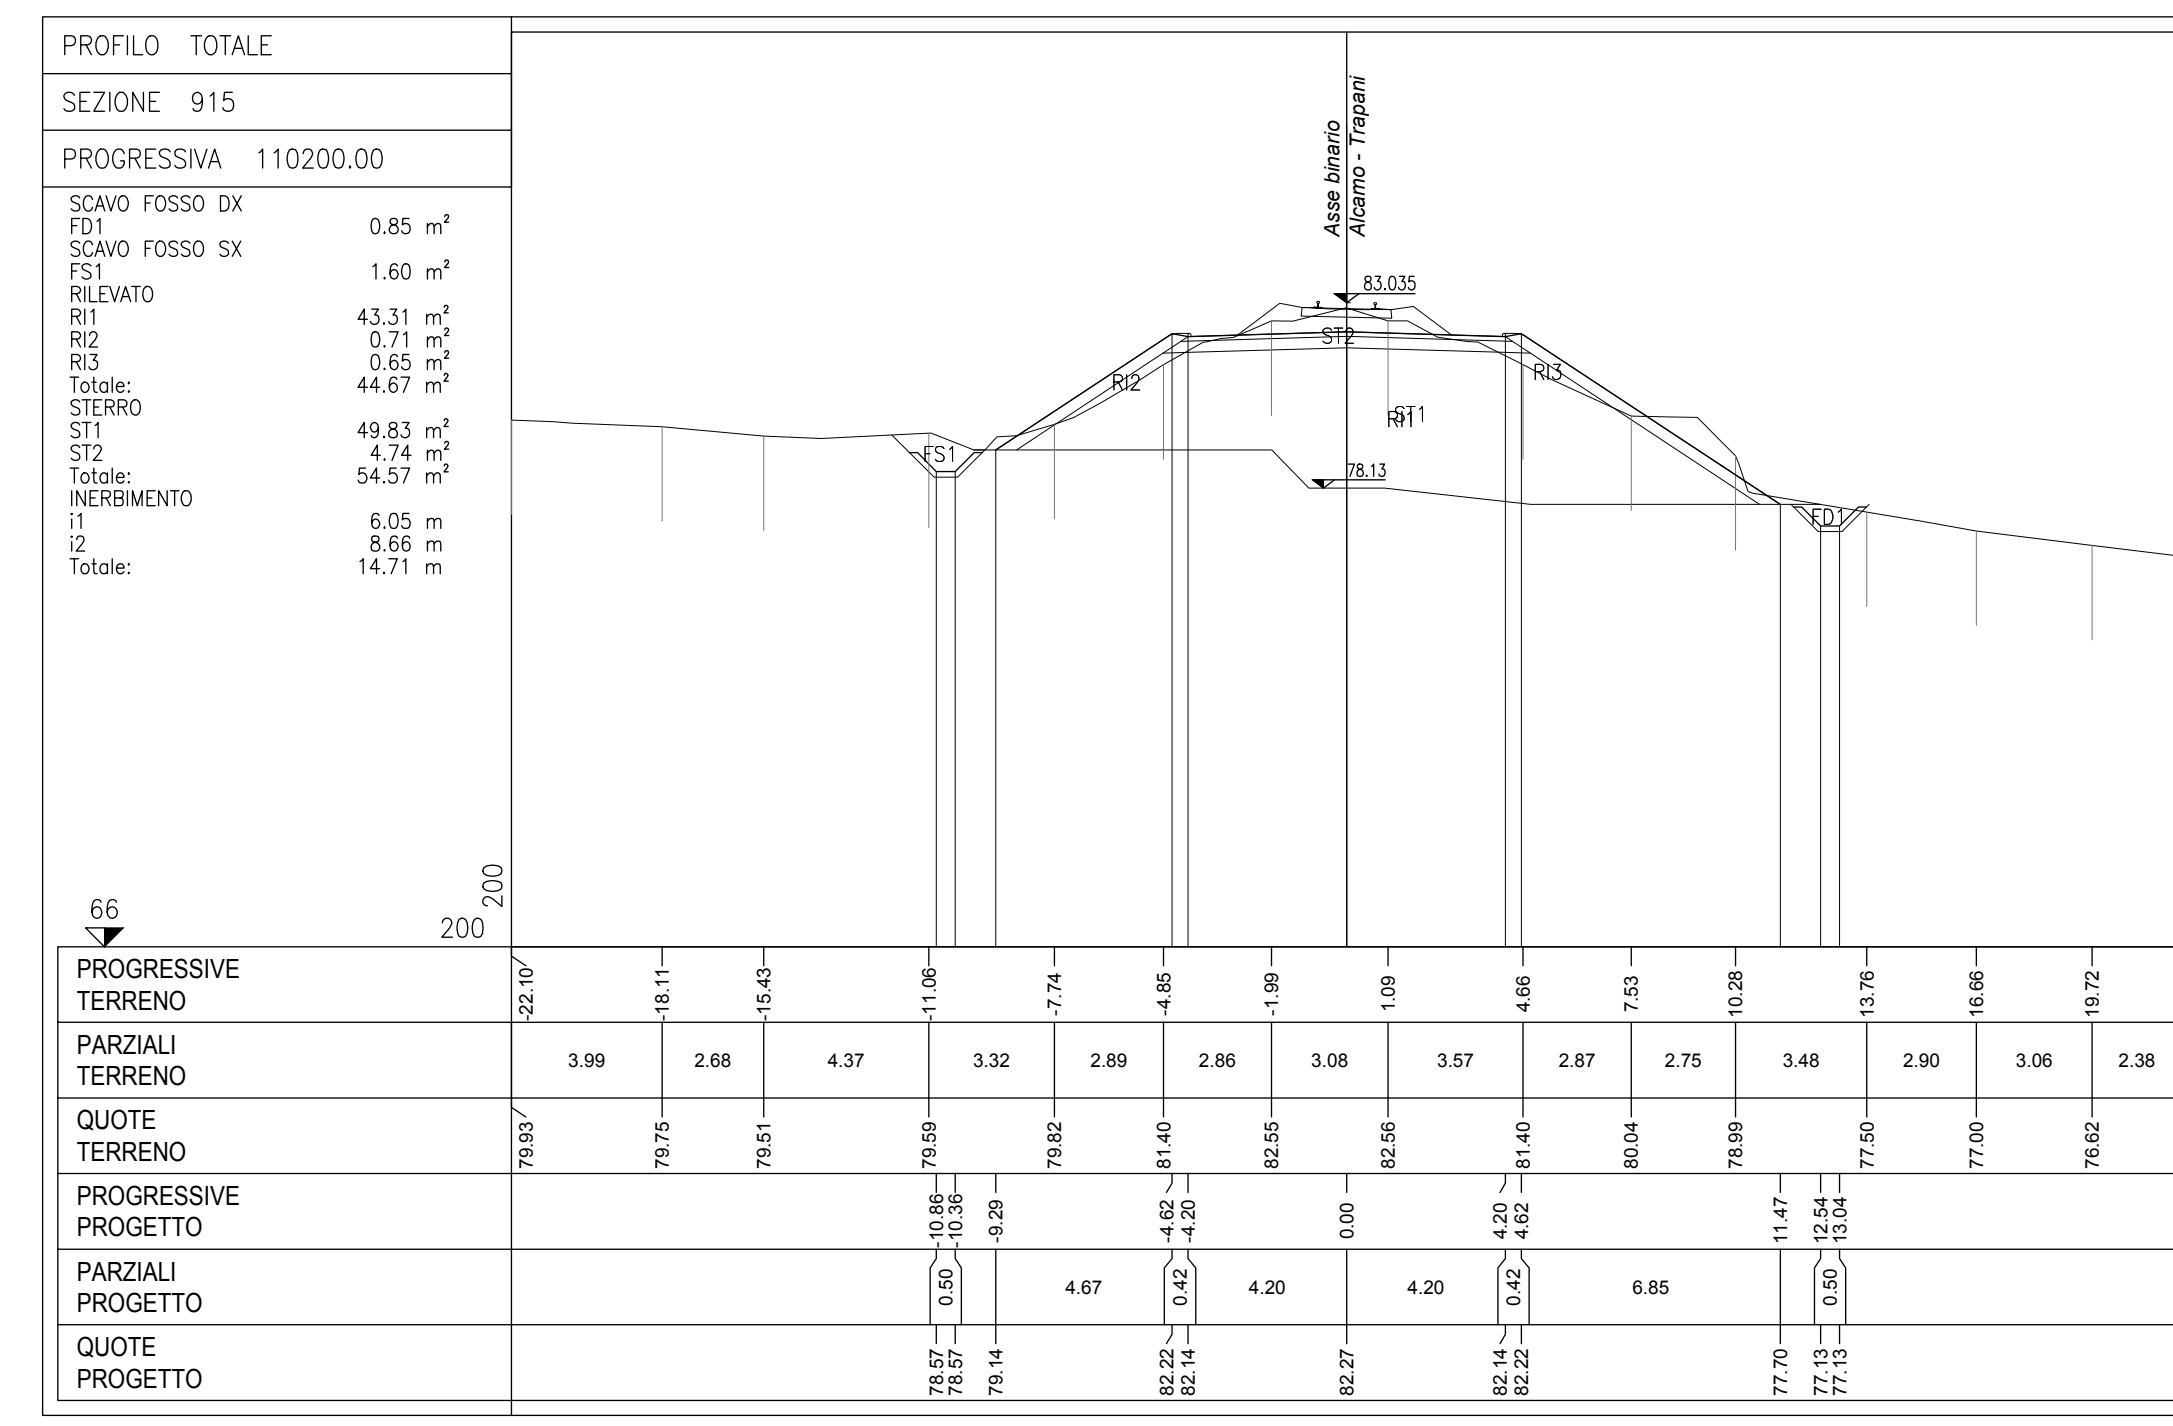 PROFILO TOTALE
SEZIONE 915
PROGRESSIVA 110200.00
SCAVO FOSSO DX
FD1 0.85 m²
SCAVO FOSSO SX
FS1 1.60 m²
RILEVATO
RI1 43.31 m²
RI2 0.71 m²
RI3 0.65 m²
Totale: 44.67 m²
STERRO
ST1 49.83 m²
ST2 4.74 m²
Totale: 54.57 m²
INERBIMENTO
i1 6.05 m
i2 8.66 m
Totale: 14.71 m
66
200
200
Asse binario
Alcamo - Trapani
83.035
ST2
RI2
RI3
ST1
RI1
FS1
78.13
FD1
PROGRESSIVE
TERRENO
-22.10 -18.11 -15.43 -11.06 -7.74 -4.85 -1.99 1.09 4.66 7.53 10.28 13.76 16.66 19.72
PARZIALI
TERRENO
3.99 2.68 4.37 3.32 2.89 2.86 3.08 3.57 2.87 2.75 3.48 2.90 3.06 2.38
QUOTE
TERRENO
79.93 79.75 79.51 79.59 79.82 81.40 82.55 82.56 81.40 80.04 78.99 77.50 77.00 76.62
PROGRESSIVE
PROGETTO
-10.86 -10.36 -9.29 -4.62 -4.20 0.00 4.20 4.62 11.47 12.54 13.04
PARZIALI
PROGETTO
0.50 4.67 0.42 4.20 4.20 0.42 6.85 0.50
QUOTE
PROGETTO
78.57 78.57 79.14 82.22 82.14 82.27 82.14 82.22 77.70 77.13 77.13